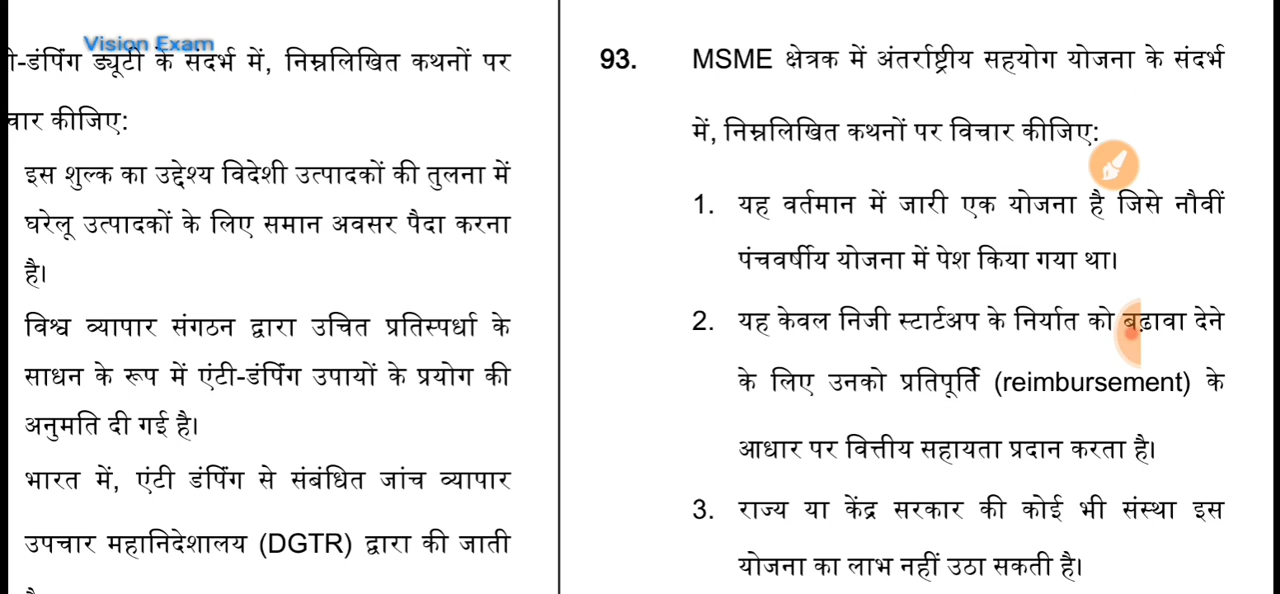 Vision Exam
ी-डंपिंग ड्यूटी के संदर्भ में, निम्नलिखित कथनों पर
चार कीजिए:
इस शुल्क का उद्देश्य विदेशी उत्पादकों की तुलना में
घरेलू उत्पादकों के लिए समान अवसर पैदा करना
है।
विश्व व्यापार संगठन द्वारा उचित प्रतिस्पर्धा के
साधन के रूप में एंटी-डंपिंग उपायों के प्रयोग की
अनुमति दी गई है।
भारत में, एंटी डंपिंग से संबंधित जांच व्यापार
उपचार महानिदेशालय (DGTR) द्वारा की जाती
93. MSME क्षेत्रक में अंतर्राष्ट्रीय सहयोग योजना के संदर्भ
में, निम्नलिखित कथनों पर विचार कीजिए:
1. यह वर्तमान में जारी एक योजना है जिसे नौवीं
पंचवर्षीय योजना में पेश किया गया था।
2. यह केवल निजी स्टार्टअप के निर्यात को बढ़ावा देने
के लिए उनको प्रतिपूर्ति (reimbursement) के
आधार पर वित्तीय सहायता प्रदान करता है।
3. राज्य या केंद्र सरकार की कोई भी संस्था इस
योजना का लाभ नहीं उठा सकती है।